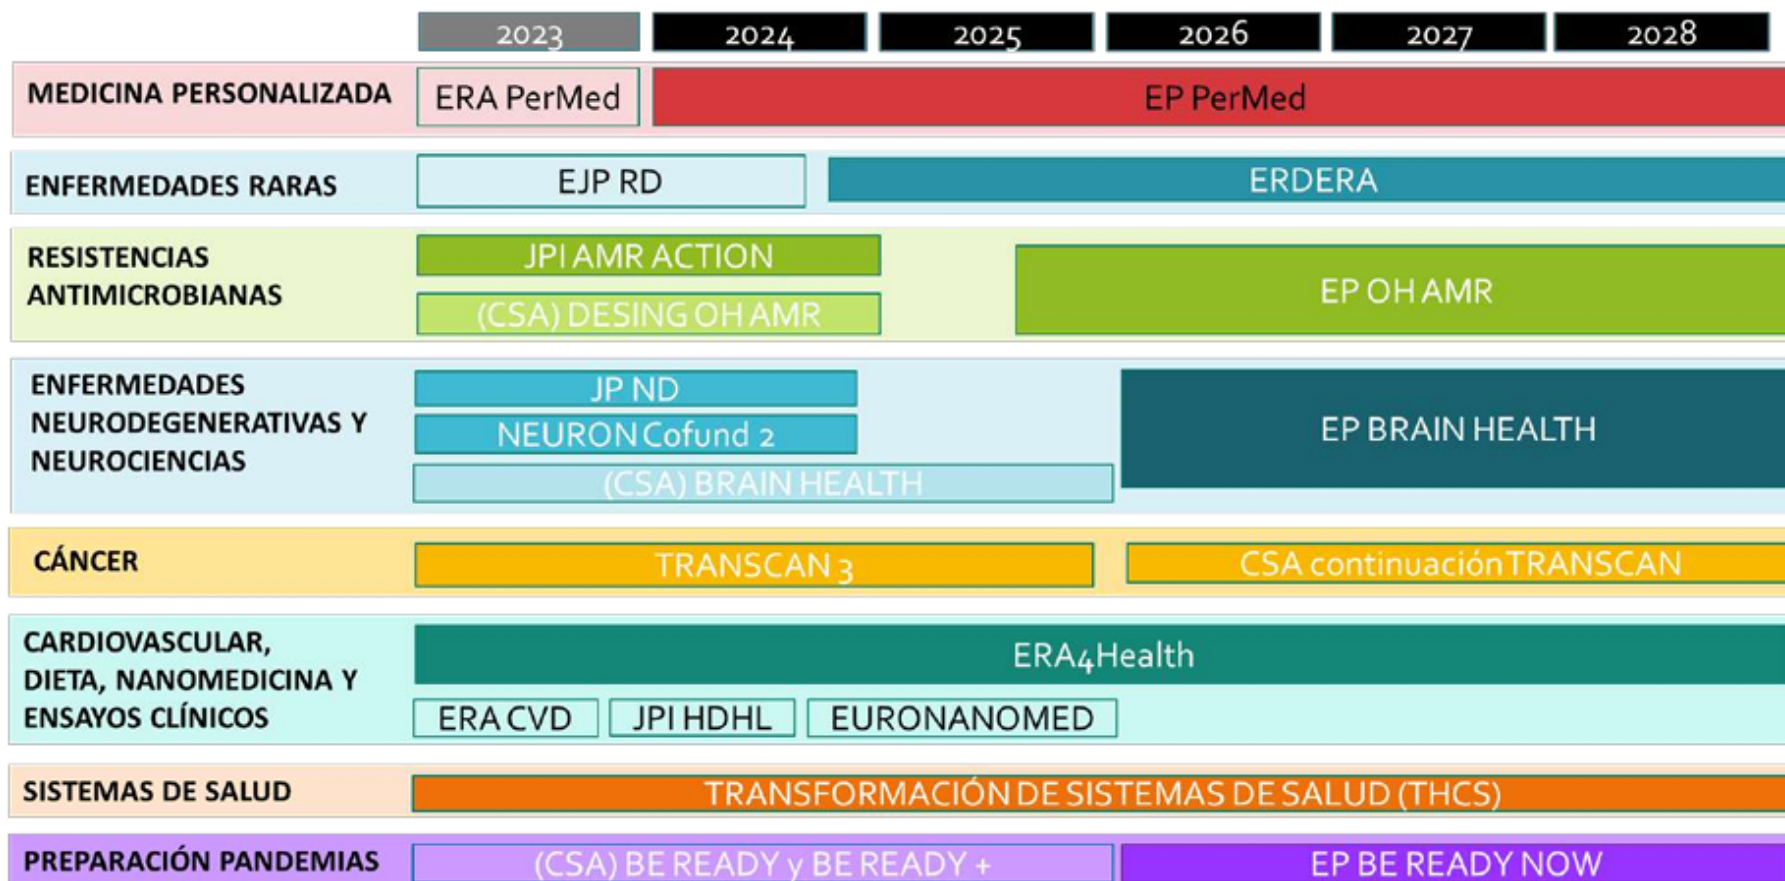 2023 2024 2025 2026 2027 2028
MEDICINA PERSONALIZADA ERA PerMed EP PerMed
ENFERMEDADES RARAS EJP RD ERDERA
RESISTENCIAS
ANTIMICROBIANAS
JPI AMR ACTION
(CSA) DESING OH AMR
EP OH AMR
ENFERMEDADES
NEURODEGENERATIVAS Y
NEUROCIENCIAS
JP ND
NEURON Cofund 2
(CSA) BRAIN HEALTH
EP BRAIN HEALTH
CÁNCER TRANSCAN 3 CSA continuaciónTRANSCAN
CARDIOVASCULAR,
DIETA, NANOMEDICINA Y
ENSAYOS CLÍNICOS
ERA4Health
ERA CVD JPI HDHL EURONANOMED
SISTEMAS DE SALUD TRANSFORMACIÓN DE SISTEMAS DE SALUD (THCS)
PREPARACIÓN PANDEMIAS (CSA) BE READY y BE READY + EP BE READY NOW